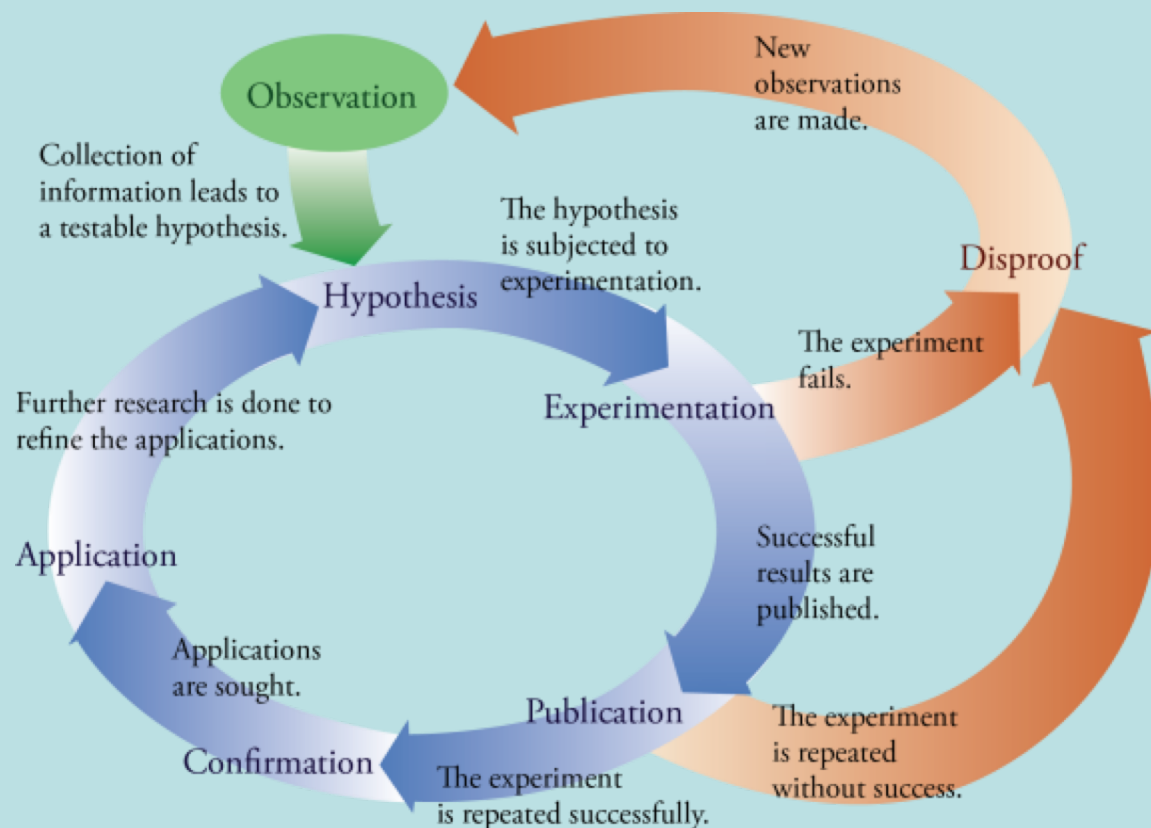 Observation
Collection of
information leads to
a testable hypothesis.
Hypothesis
The hypothesis
is subjected to
experimentation.
Experimentation
The experiment
fails.
Disproof
New
observations
are made.
Successful
results are
published.
Publication
The experiment
is repeated
without success.
The experiment
is repeated successfully.
Confirmation
Applications
are sought.
Application
Further research is done to
refine the applications.